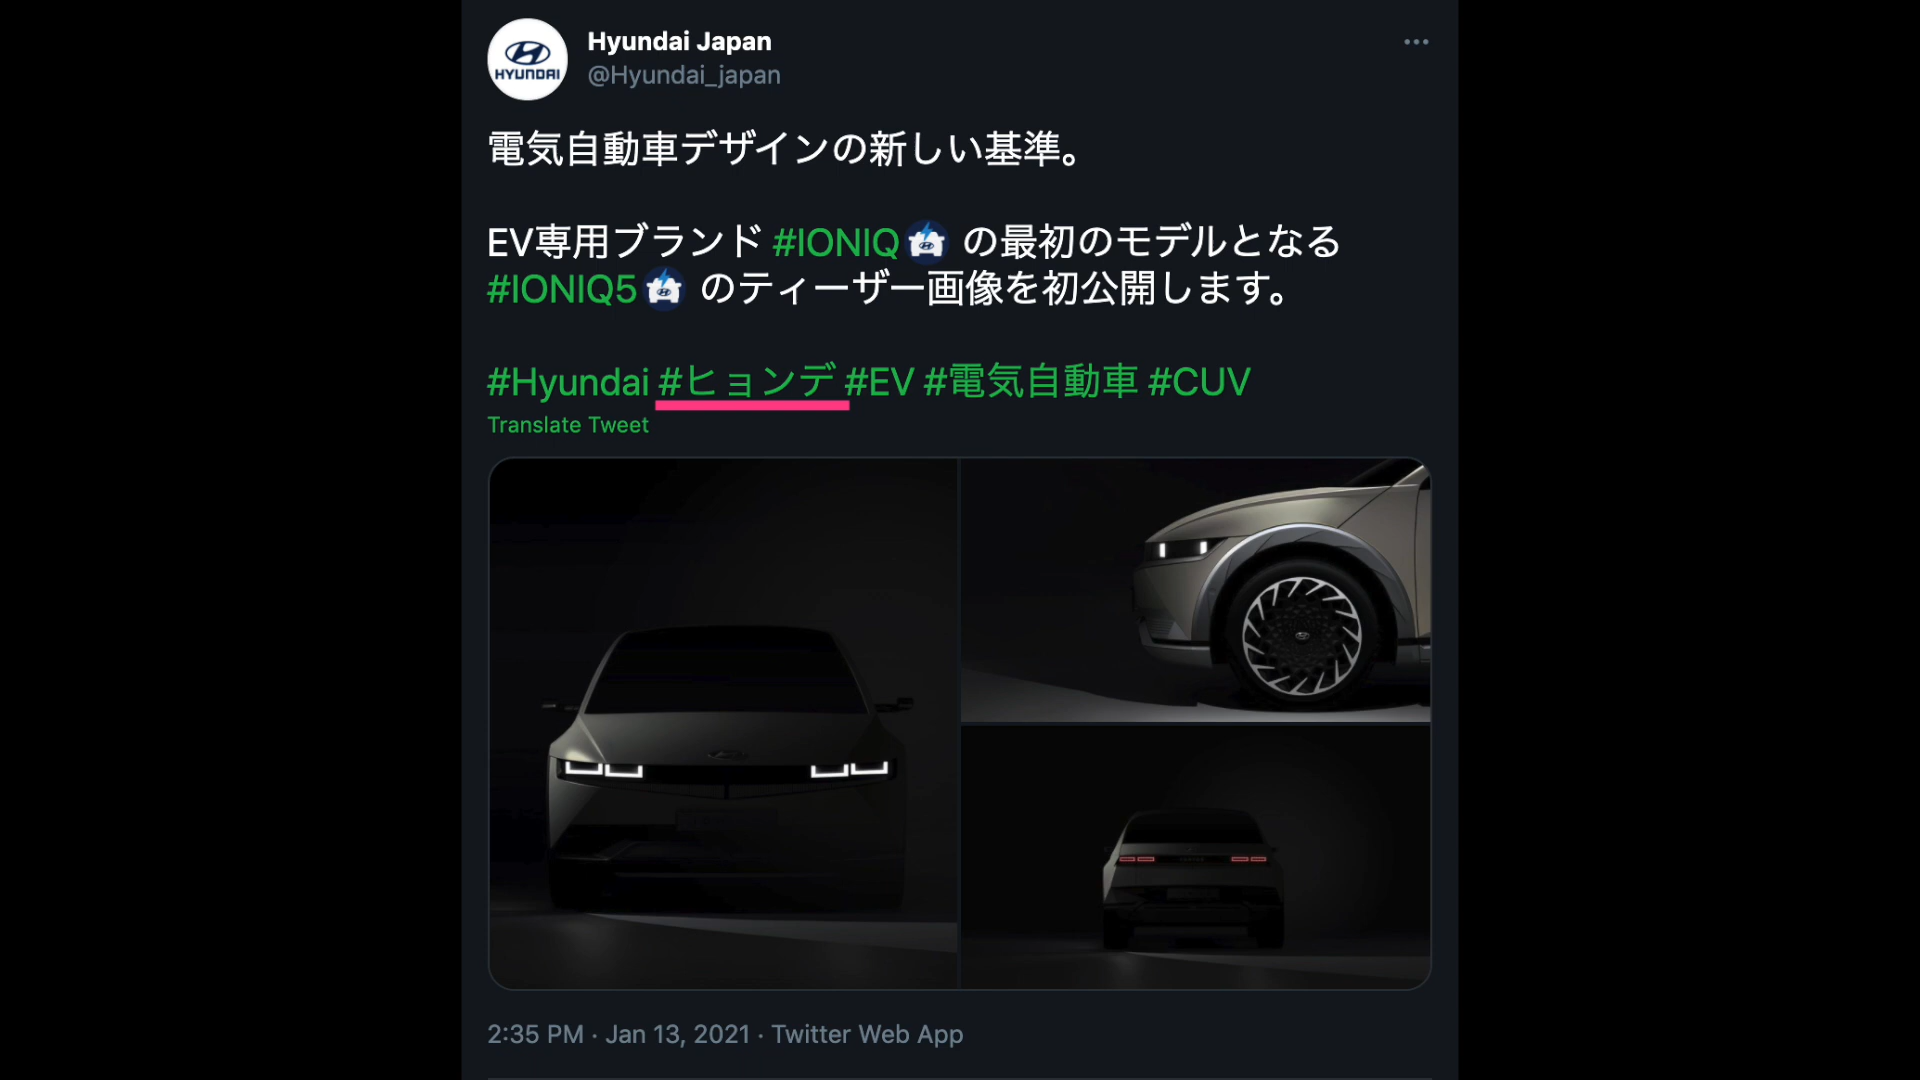 HYUNDAI
Hyundai Japan
@Hyundai_japan
電気自動車デザインの新しい基準。
EV専用ブランド #IONIQ の最初のモデルとなる
#IONIQ5 のティーザー画像を初公開します。
#Hyundai #ヒョンデ #EV #電気自動車 #CUV
Translate Tweet
2:35 PM · Jan 13, 2021 · Twitter Web App